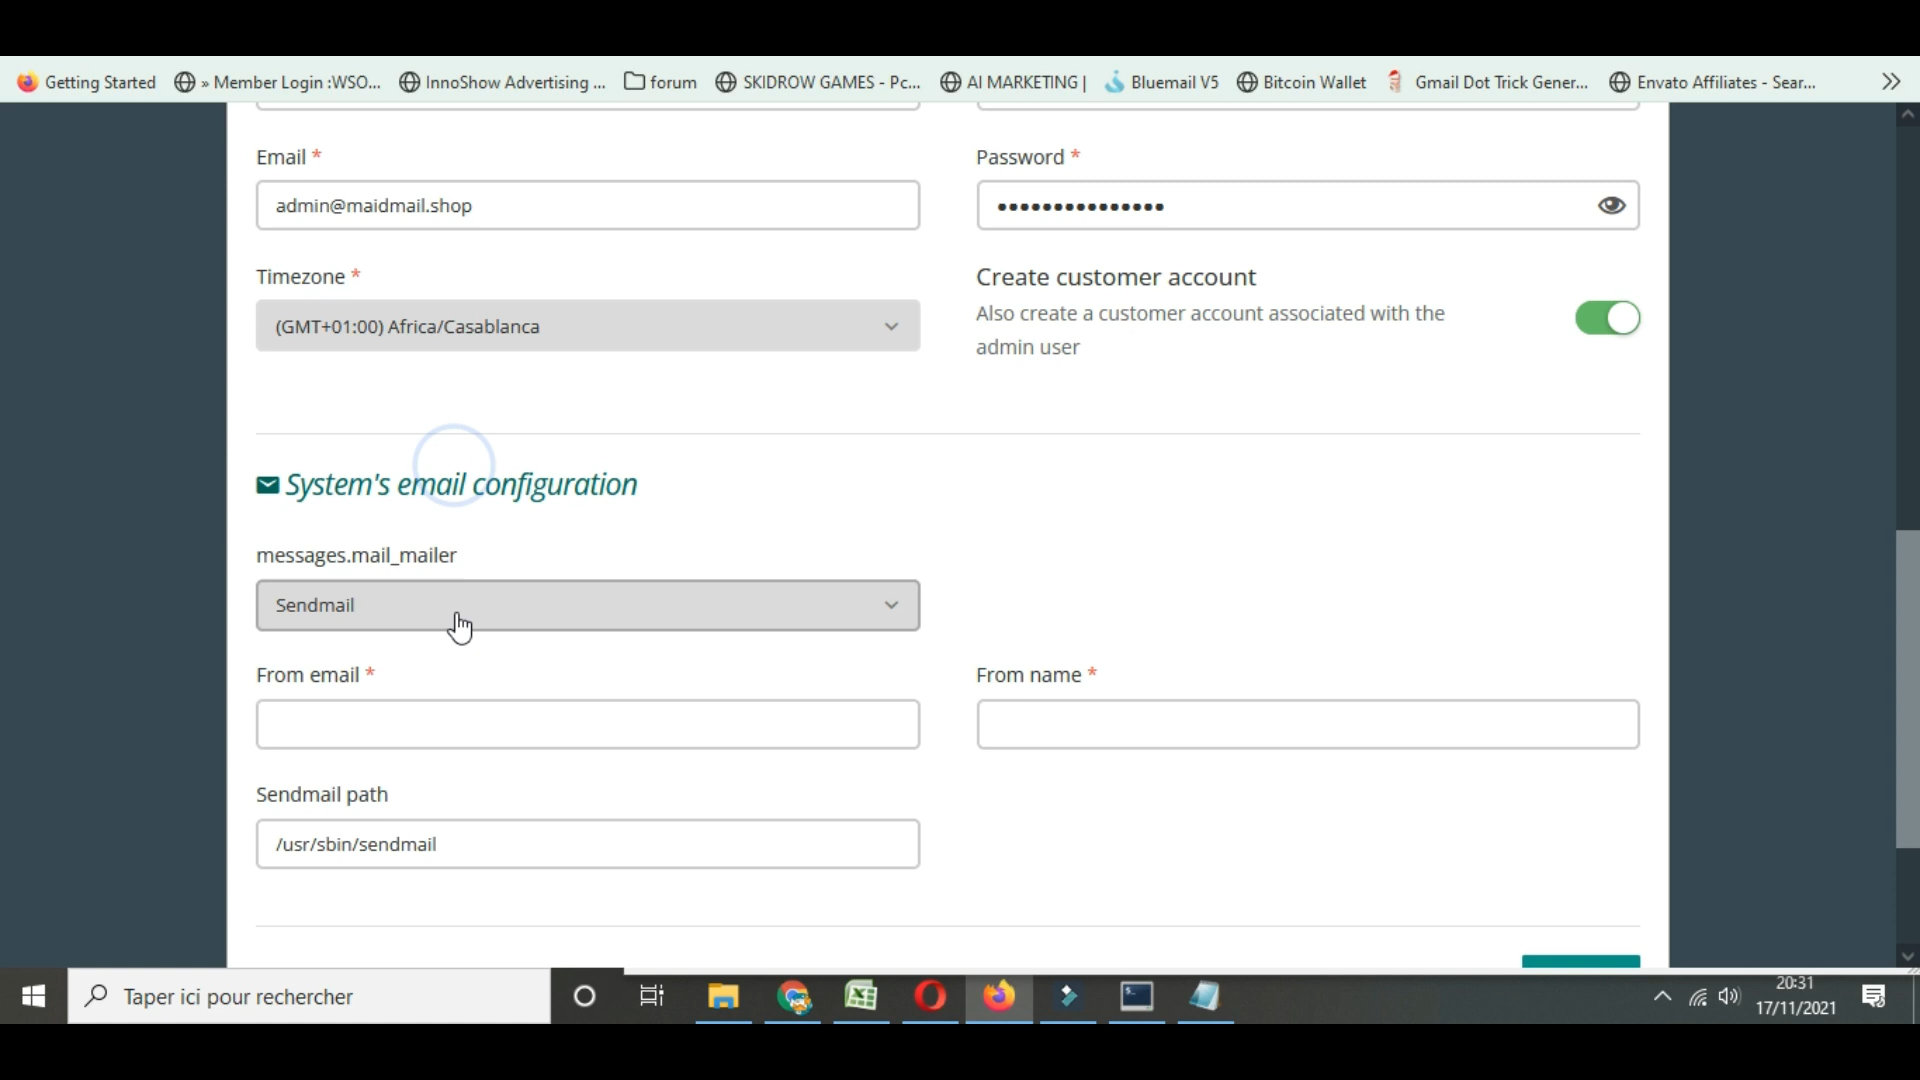 Getting Started » Member Login :WSO... InnoShow Advertising ... forum SKIDROW GAMES - Pc... AI MARKETING | Bluemail V5 Bitcoin Wallet Gmail Dot Trick Gener... Envato Affiliates - Sear...
Email * Password *
admin@maidmail.shop •••••••••••••••
Timezone * Create customer account
(GMT+01:00) Africa/Casablanca Also create a customer account associated with the
admin user
System's email configuration
messages.mail_mailer
Sendmail
From email * From name *
Sendmail path
/usr/sbin/sendmail
Taper ici pour rechercher
20:31
17/11/2021